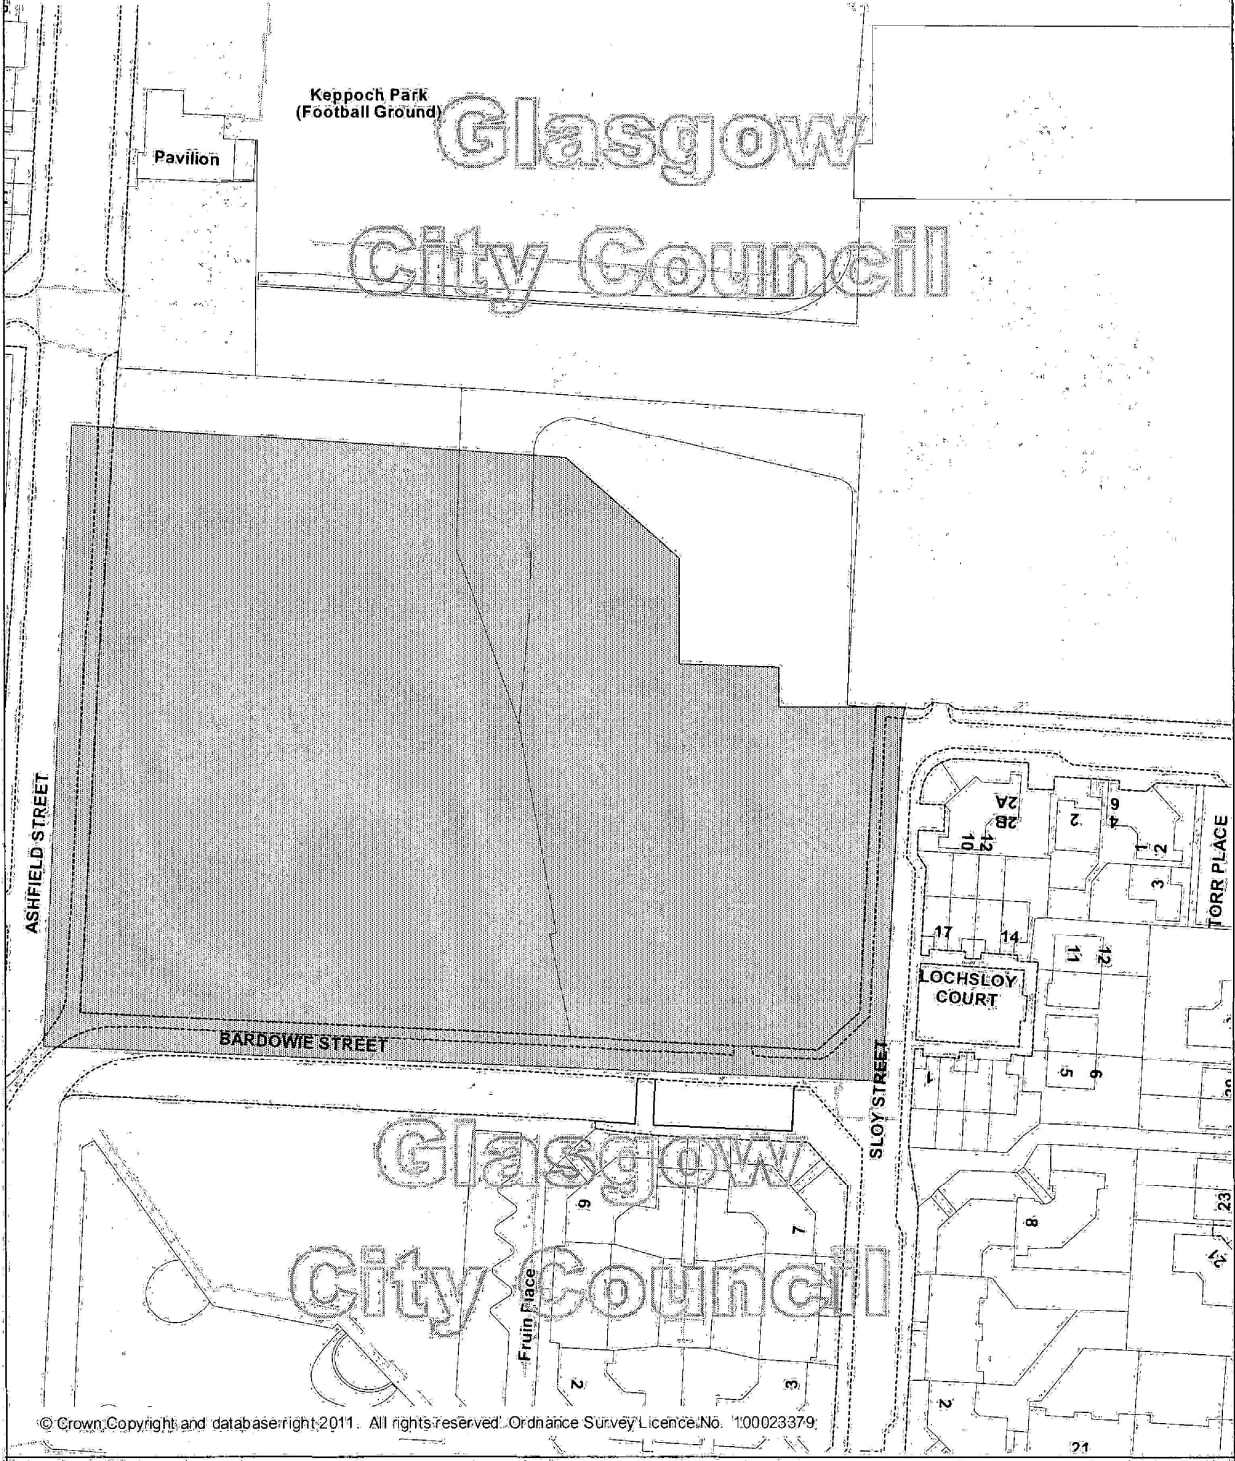 Keppoch Park
(Football Ground)
Glasgow
City Council
Pavilion
ASHFIELD STREET
BARDOWIE STREET
SLOY STREET
TORR PLACE
2A
2B
10
12
2
6
4
1
2
3
17
14
11
12
LOCHSLOY
COURT
1
5
6
Glasgow
City Council
6
7
8
23
Fruin Place
2
3
2
21
© Crown Copyright and database right 2011. All rights reserved. Ordnance Survey Licence No. 100023379